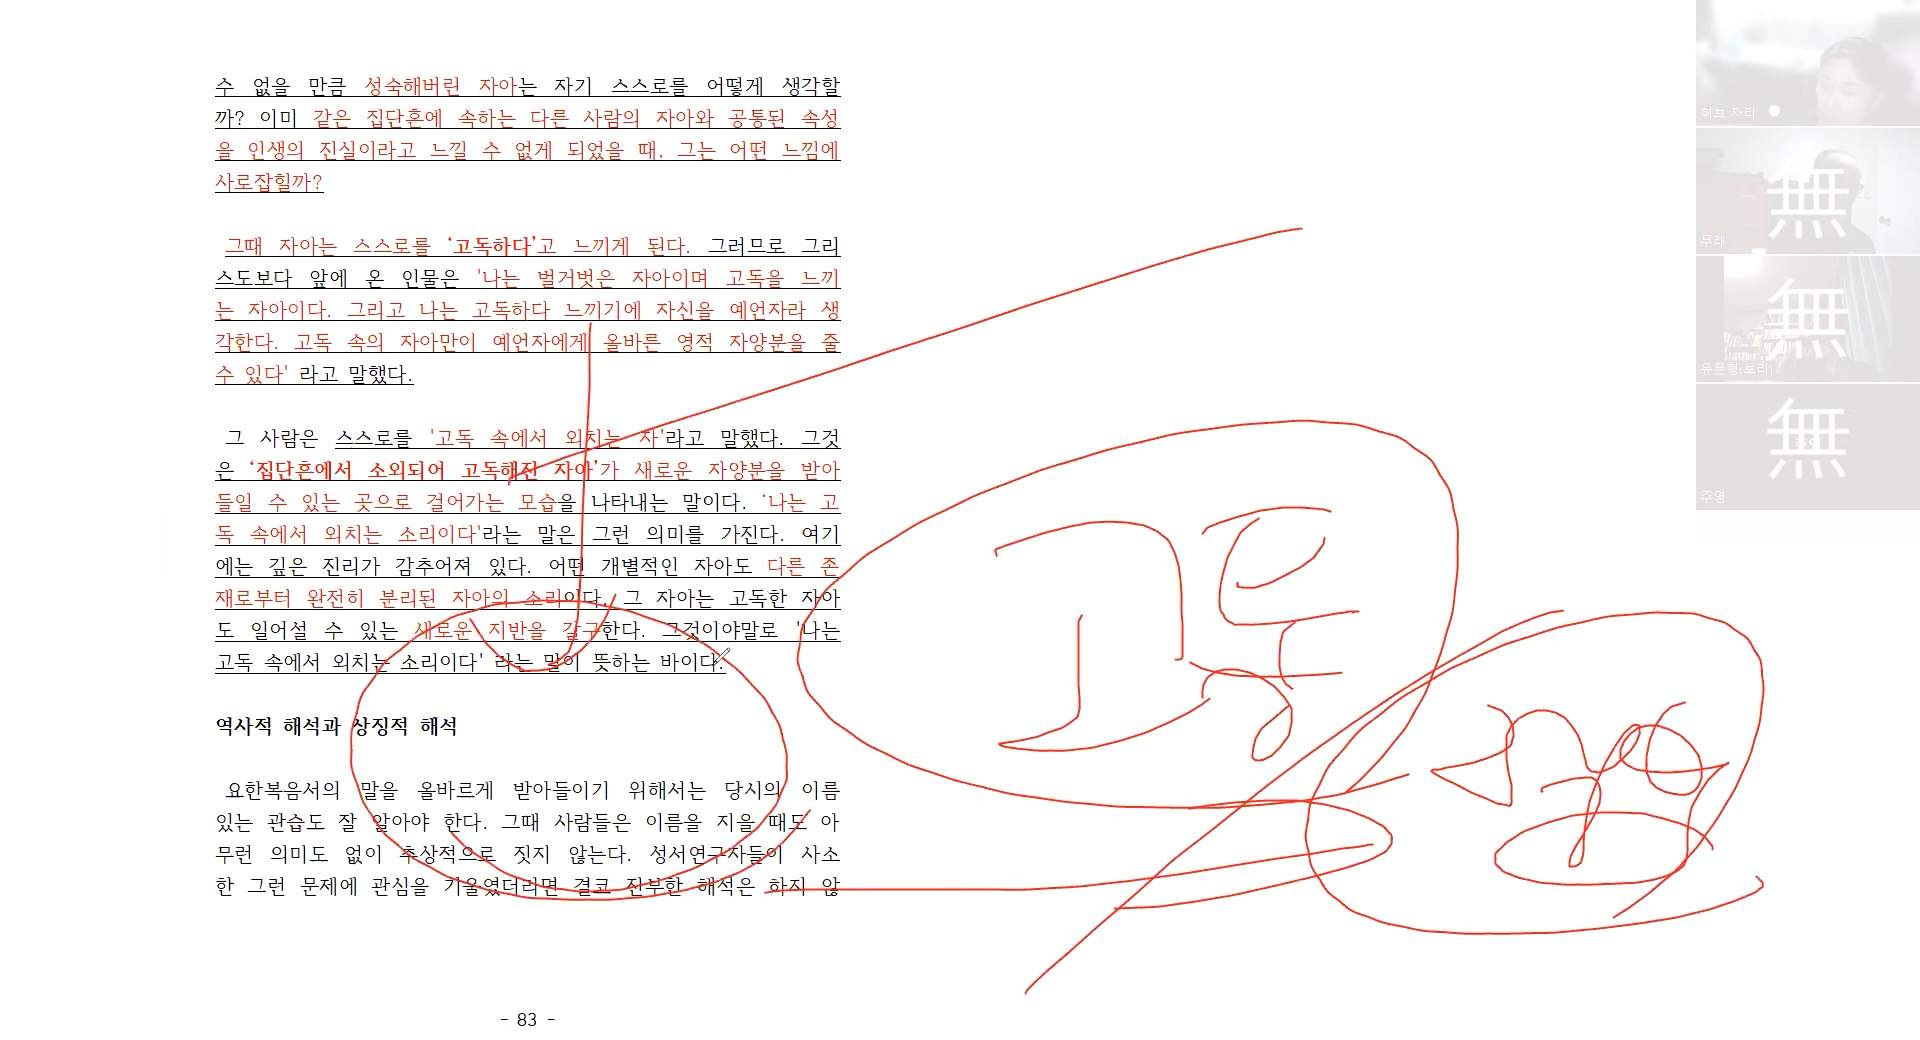 수 없을 만큼 성숙해버린 자아는 자기 스스로를 어떻게 생각할
까? 이미 같은 집단혼에 속하는 다른 사람의 자아와 공통된 속성
을 인생의 진실이라고 느낄 수 없게 되었을 때, 그는 어떤 느낌에
사로잡힐까?
그때 자아는 스스로를 ‘고독하다’고 느끼게 된다. 그러므로 그리
스도보다 앞에 온 인물은 '나는 벌거벗은 자아이며 고독을 느끼
는 자아이다. 그리고 나는 고독하다 느끼기에 자신을 예언자라 생
각한다. 고독 속의 자아만이 예언자에게 올바른 영적 자양분을 줄
수 있다' 라고 말했다.
그 사람은 스스로를 '고독 속에서 외치는 자'라고 말했다. 그것
은 ‘집단혼에서 소외되어 고독해진 자아’가 새로운 자양분을 받아
들일 수 있는 곳으로 걸어가는 모습을 나타내는 말이다. ‘나는 고
독 속에서 외치는 소리이다'라는 말은 그런 의미를 가진다. 여기
에는 깊은 진리가 감추어져 있다. 어떤 개별적인 자아도 다른 존
재로부터 완전히 분리된 자아의 소리이다. 그 자아는 고독한 자아
도 일어설 수 있는 새로운 지반을 갈구한다. 그것이야말로 '나는
고독 속에서 외치는 소리이다' 라는 말이 뜻하는 바이다.
역사적 해석과 상징적 해석
요한복음서의 말을 올바르게 받아들이기 위해서는 당시의 이름
있는 관습도 잘 알아야 한다. 그때 사람들은 이름을 지을 때도 아
무런 의미도 없이 추상적으로 짓지 않는다. 성서연구자들이 사소
한 그런 문제에 관심을 기울였더라면 결코 진부한 해석은 하지 않
- 83 -
허브 자리
無
무래
無
유문형(보리)
無
주영